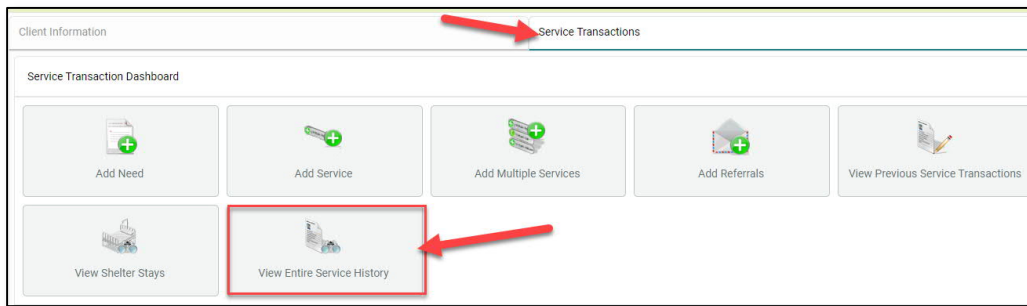 Client Information
Service Transactions
Service Transaction Dashboard
Add Need
Add Service
Add Multiple Services
Add Referrals
View Previous Service Transactions
View Shelter Stays
View Entire Service History